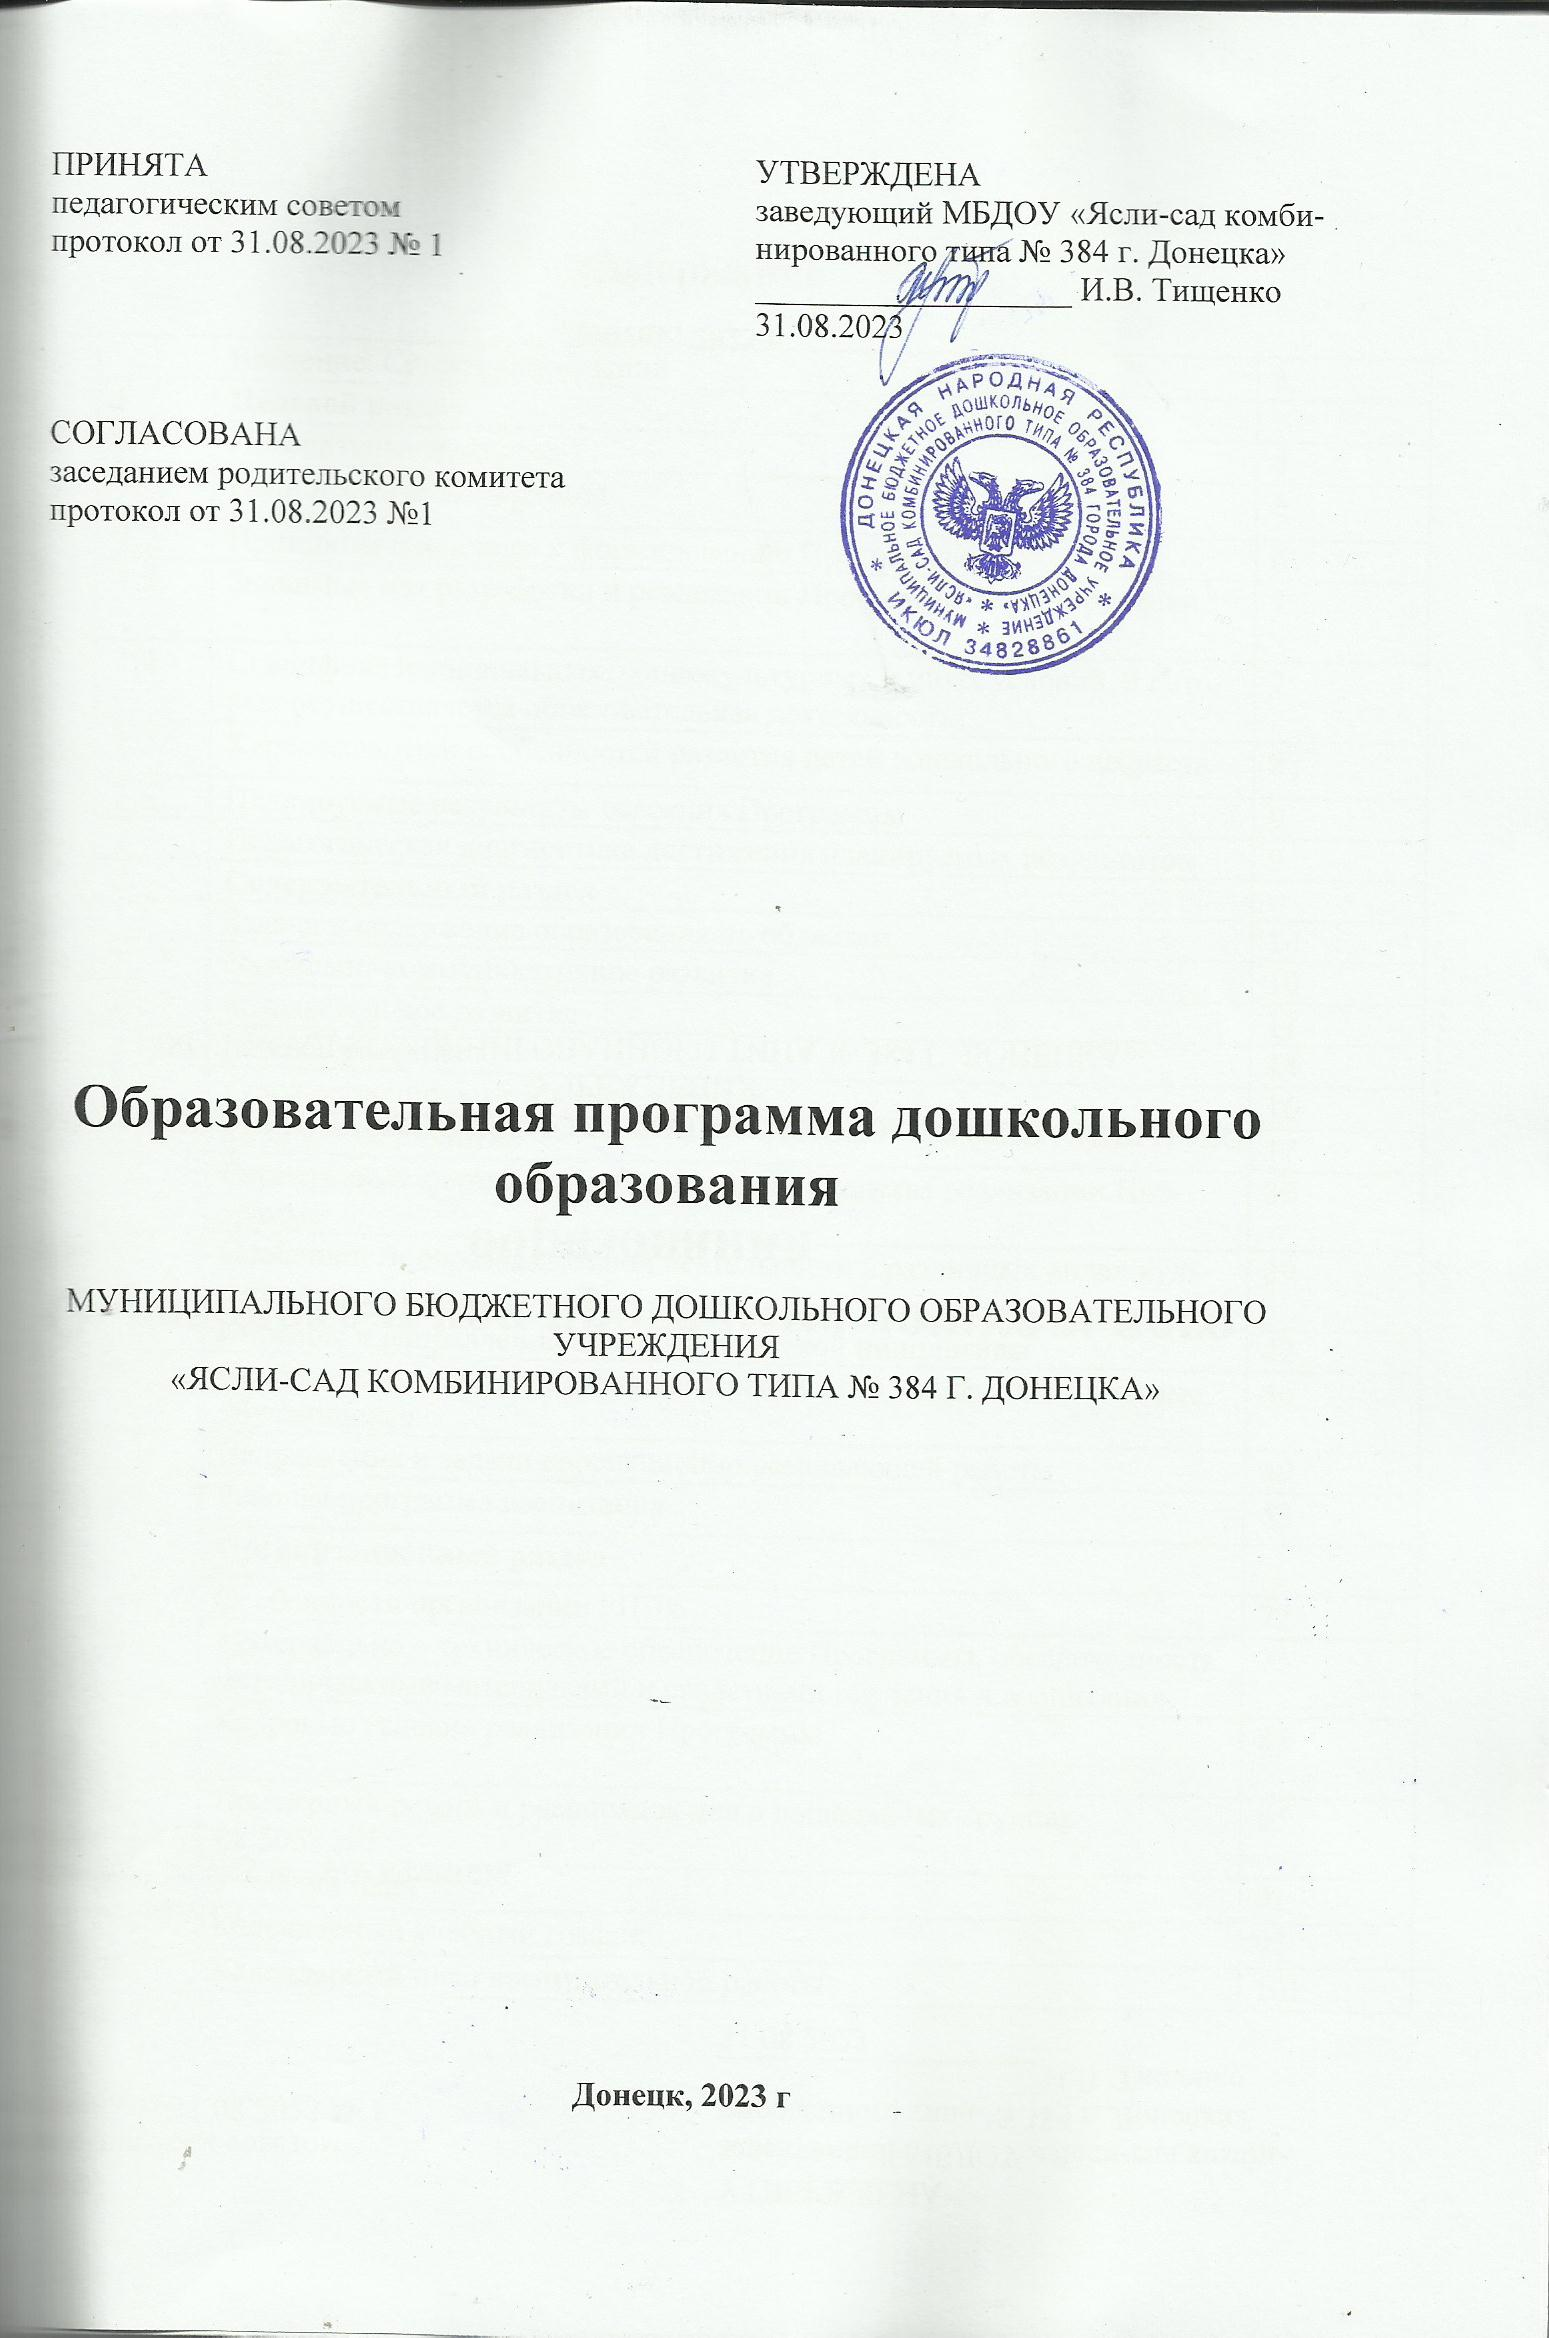 ПРИНЯТА
педагогическим советом
протокол от 31.08.2023 № 1
УТВЕРЖДЕНА
заведующий МБДОУ «Ясли-сад комби-
нированного типа № 384 г. Донецка»
И.В. Тищенко
31.08.2023
СОГЛАСОВАНА
заседанием родительского комитета
протокол от 31.08.2023 №1
* ДОНЕЦКАЯ НАРОДНАЯ РЕСПУБЛИКА *
ИКЮЛ 34828861
МУНИЦИПАЛЬНОЕ БЮДЖЕТНОЕ ДОШКОЛЬНОЕ ОБРАЗОВАТЕЛЬНОЕ УЧРЕЖДЕНИЕ *
«ЯСЛИ-САД КОМБИНИРОВАННОГО ТИПА № 384 ГОРОДА ДОНЕЦКА» *
Образовательная программа дошкольного
образования
МУНИЦИПАЛЬНОГО БЮДЖЕТНОГО ДОШКОЛЬНОГО ОБРАЗОВАТЕЛЬНОГО
УЧРЕЖДЕНИЯ
«ЯСЛИ-САД КОМБИНИРОВАННОГО ТИПА № 384 Г. ДОНЕЦКА»
Донецк, 2023 г